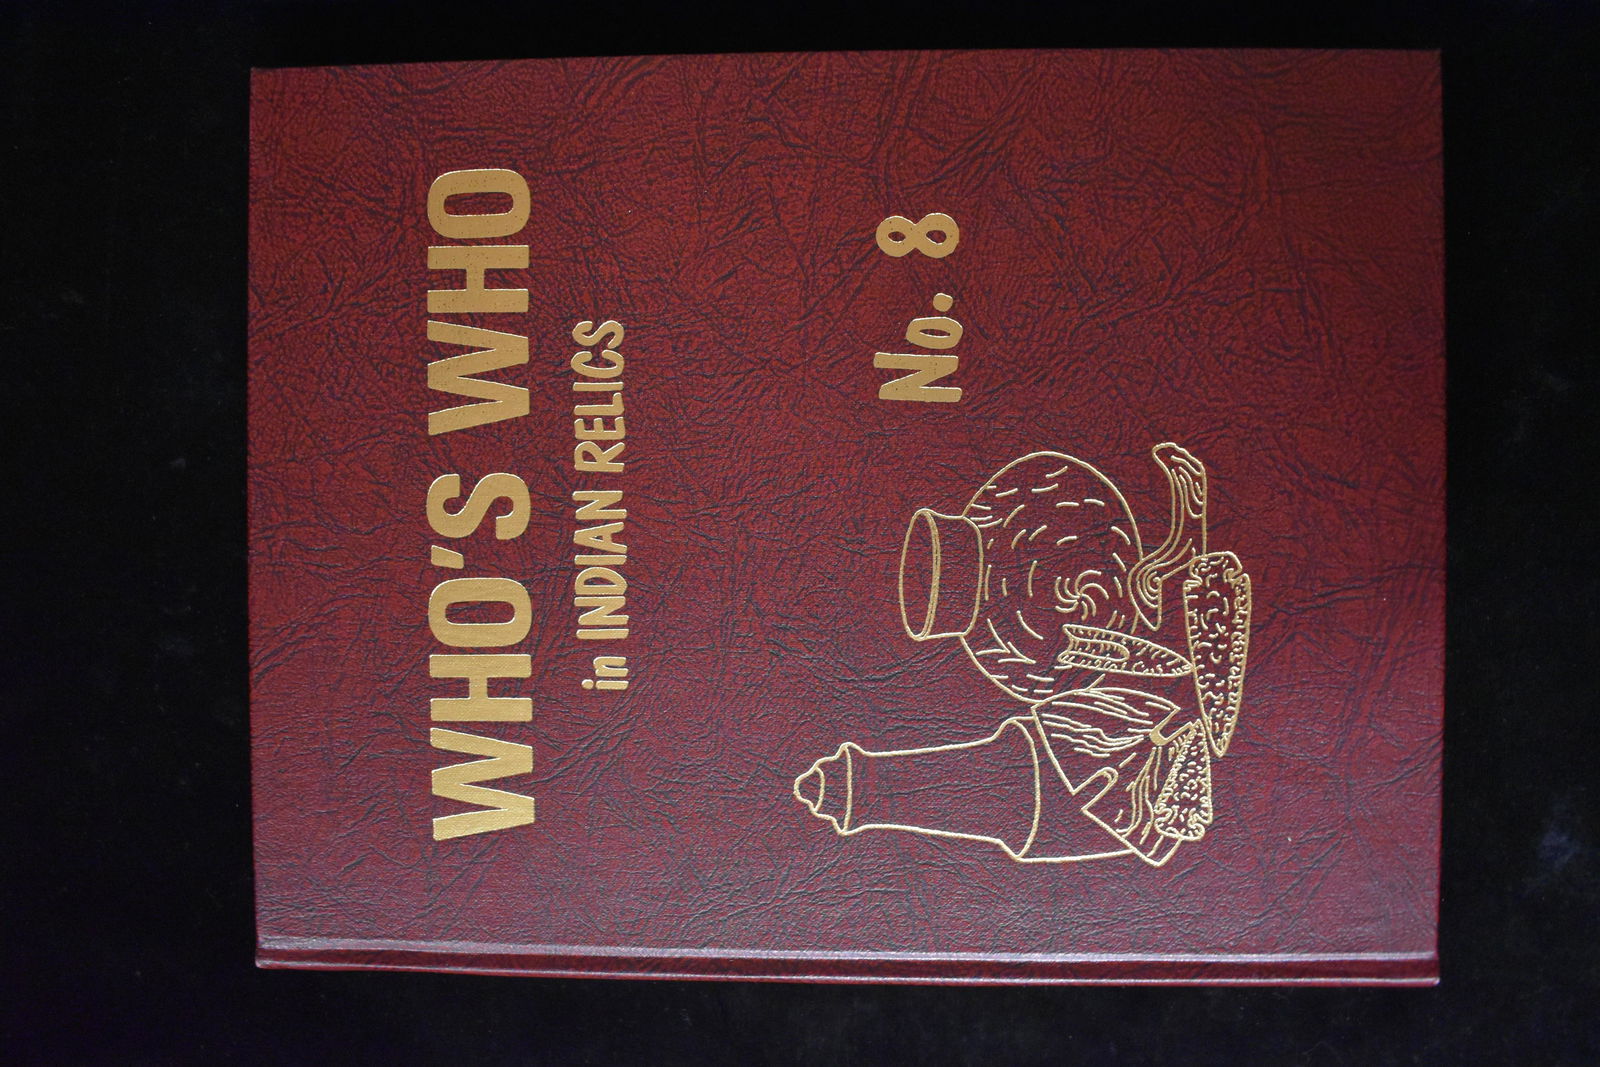 WHO'S WHO
in INDIAN RELICS
No. 8